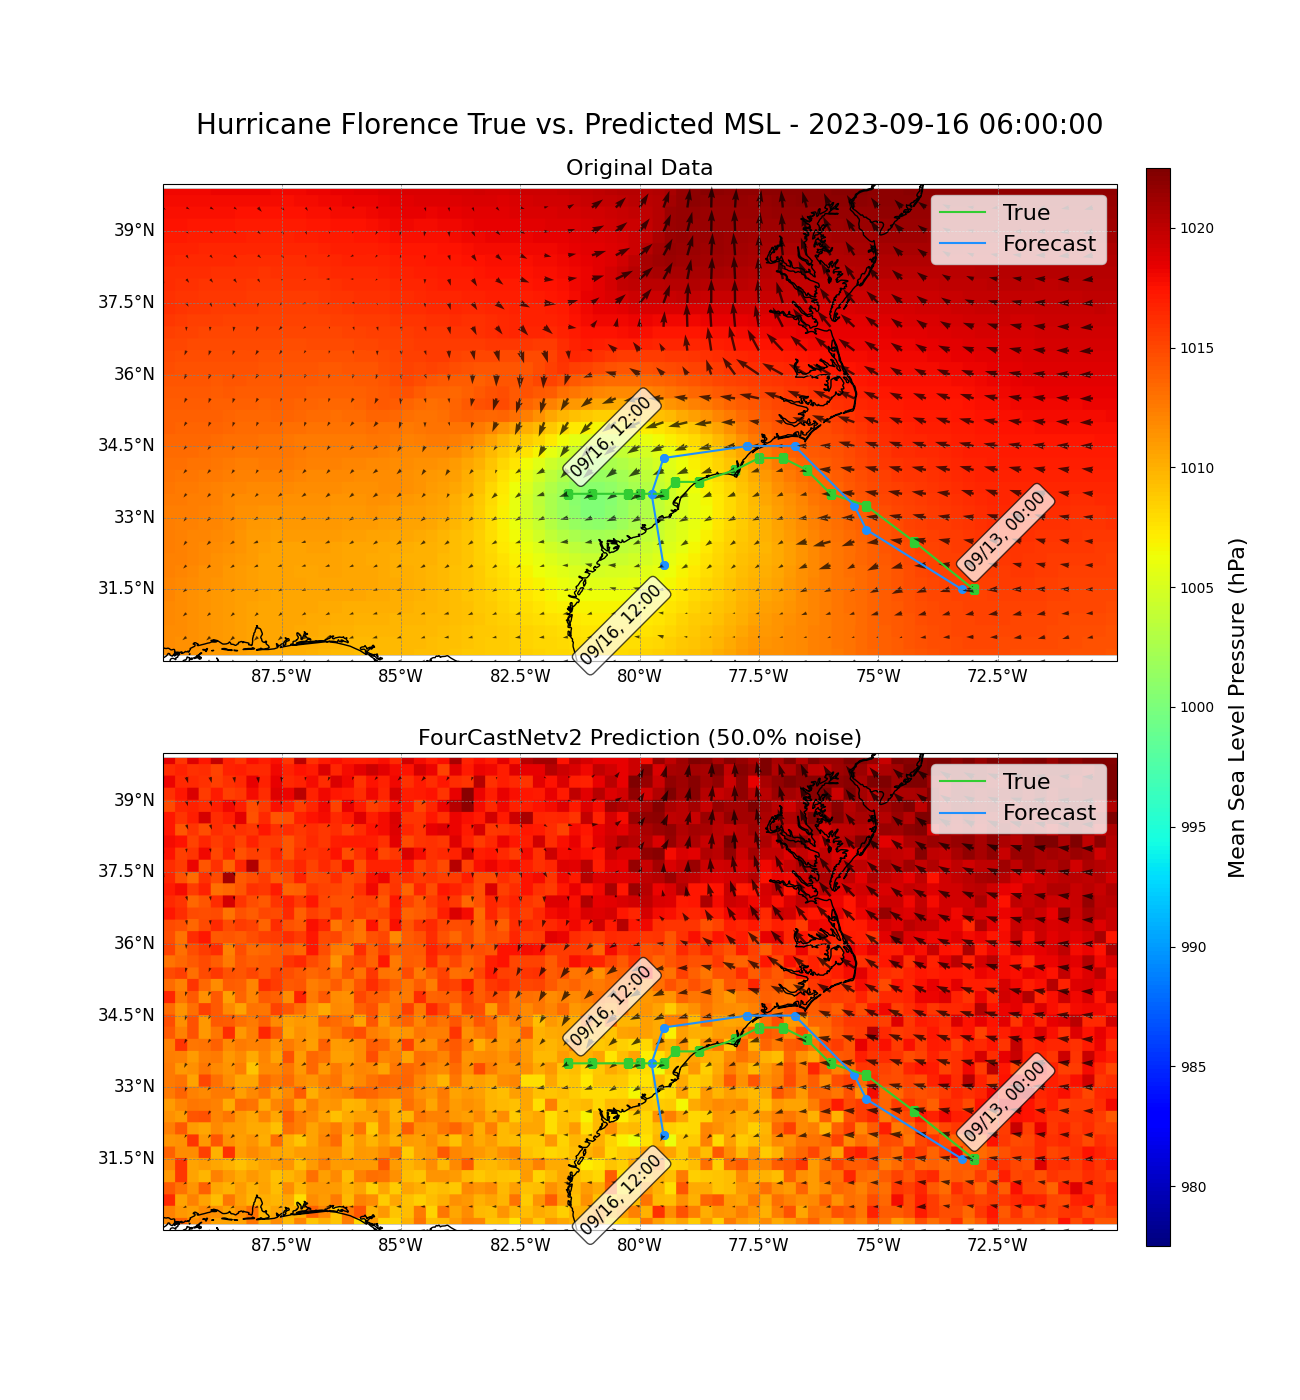 Hurricane Florence True vs. Predicted MSL - 2023-09-16 06:00:00
Original Data
True
Forecast
39°N
37.5°N
36°N
34.5°N
33°N
31.5°N
09/16, 12:00
09/13, 00:00
09/16, 12:00
87.5°W 85°W 82.5°W 80°W 77.5°W 75°W 72.5°W
FourCastNetv2 Prediction (50.0% noise)
True
Forecast
39°N
37.5°N
36°N
34.5°N
33°N
31.5°N
09/16, 12:00
09/13, 00:00
09/16, 12:00
87.5°W 85°W 82.5°W 80°W 77.5°W 75°W 72.5°W
1020
1015
1010
1005
1000
995
990
985
980
Mean Sea Level Pressure (hPa)